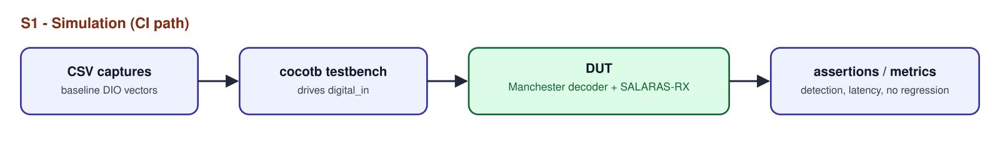 S1 - Simulation (CI path)
CSV captures
baseline DIO vectors
cocotb testbench
drives digital_in
DUT
Manchester decoder + SALARAS-RX
assertions / metrics
detection, latency, no regression